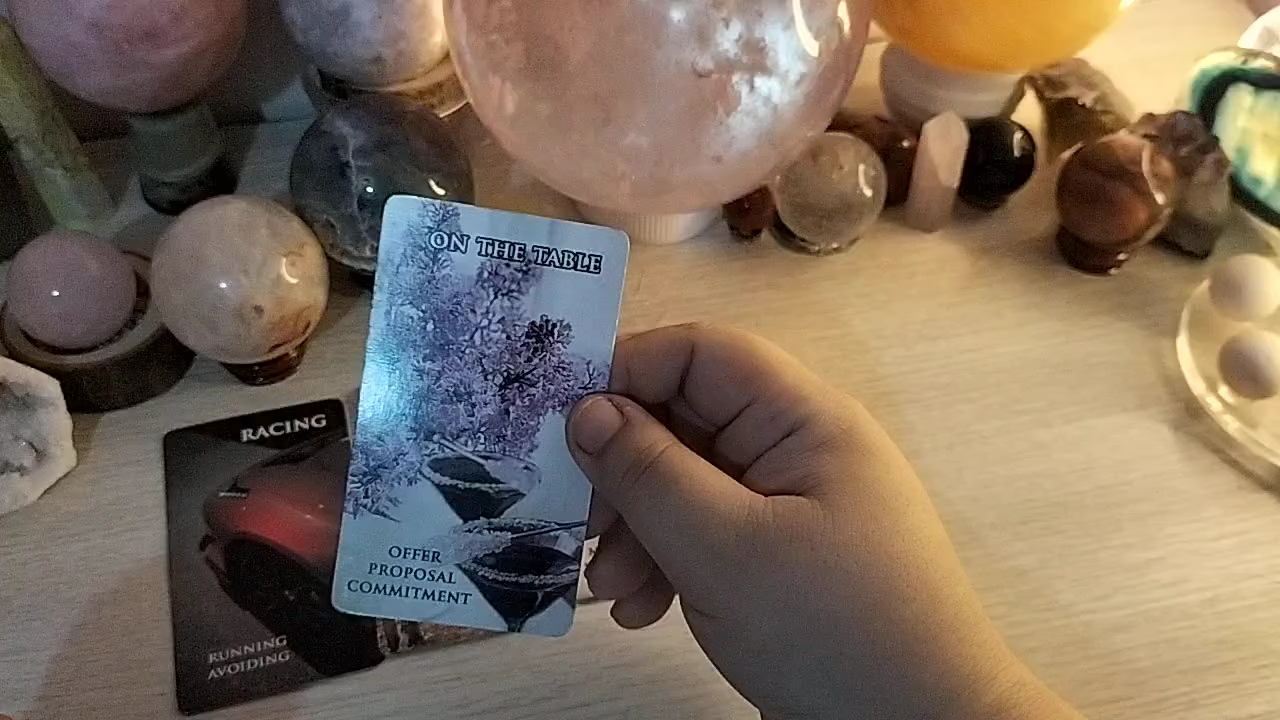 ON THE TABLE
OFFER
PROPOSAL
COMMITMENT
RACING
RUNNING
AVOIDING